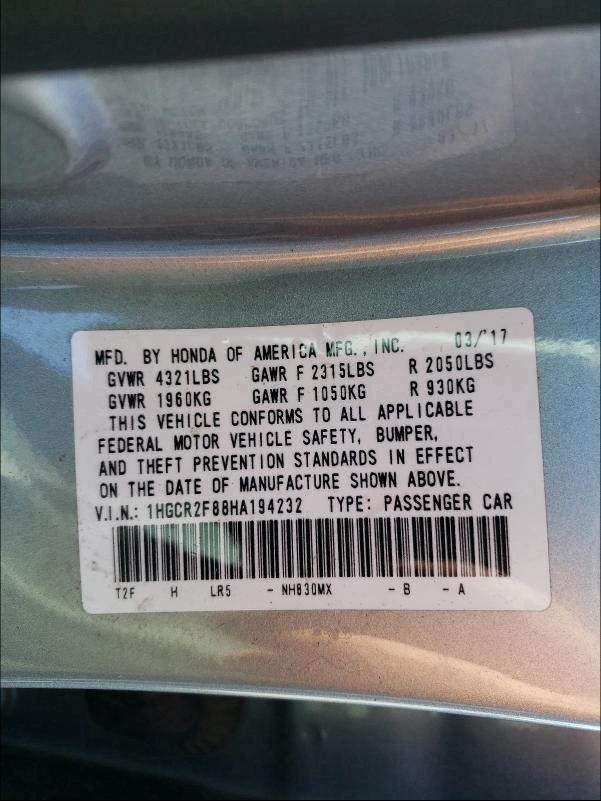 MFD. BY HONDA OF AMERICA MFG., INC. 03/'17
GVWR 4321LBS GAWR F 2315LBS R 2050LBS
GVWR 1960KG GAWR F 1050KG R 930KG
THIS VEHICLE CONFORMS TO ALL APPLICABLE
FEDERAL MOTOR VEHICLE SAFETY, BUMPER,
AND THEFT PREVENTION STANDARDS IN EFFECT
ON THE DATE OF MANUFACTURE SHOWN ABOVE.
V.I.N.: 1HGCR2F88HA194232 TYPE: PASSENGER CAR
T2F H LR5 - NH830MX - B - A